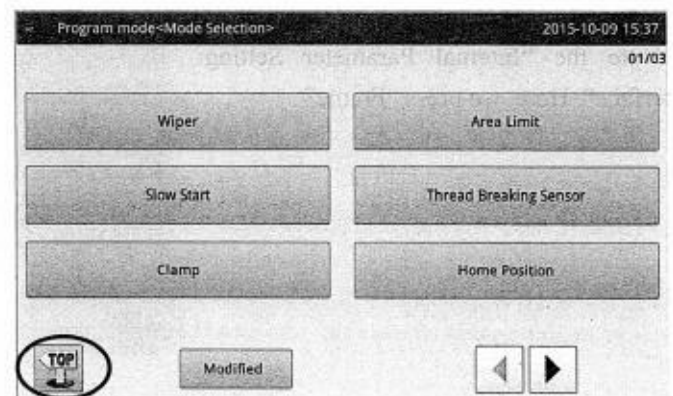 Program mode<Mode Selection> 2015-10-09 15:37
01/03
Wiper Area Limit
Slow Start Thread Breaking Sensor
Clamp Home Position
TOP Modified